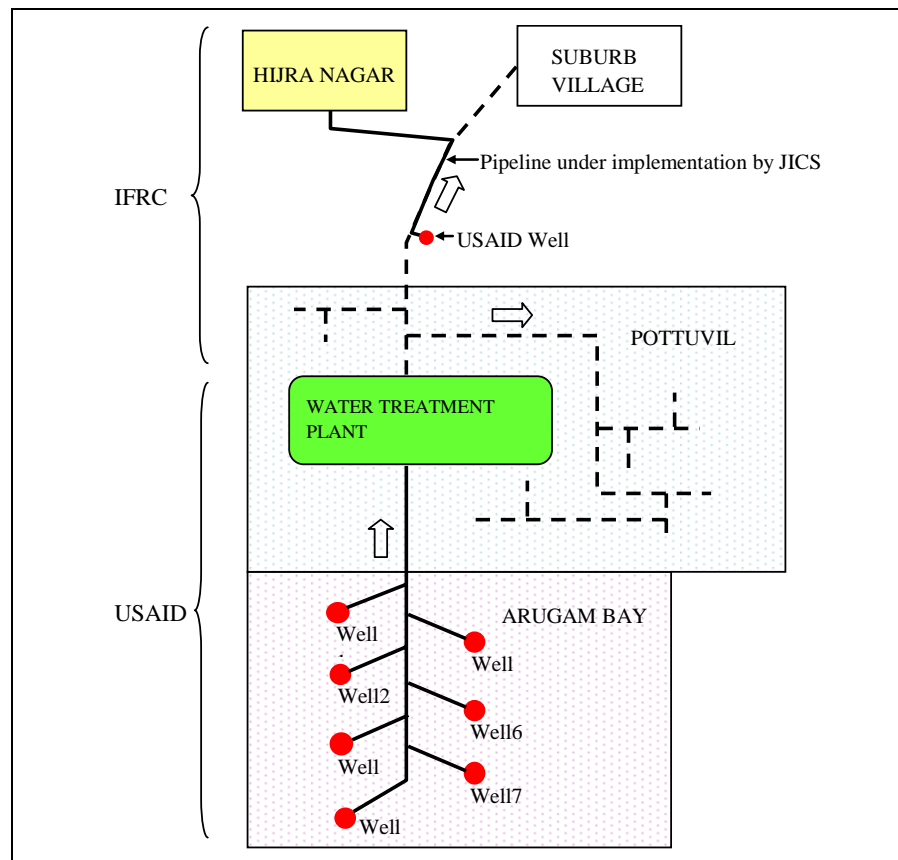 HIJRA NAGAR
SUBURB
VILLAGE
Pipeline under implementation by JICS
IFRC
USAID Well
POTTUVIL
WATER TREATMENT
PLANT
USAID
ARUGAM BAY
Well
Well
Well2
Well6
Well
Well7
Well